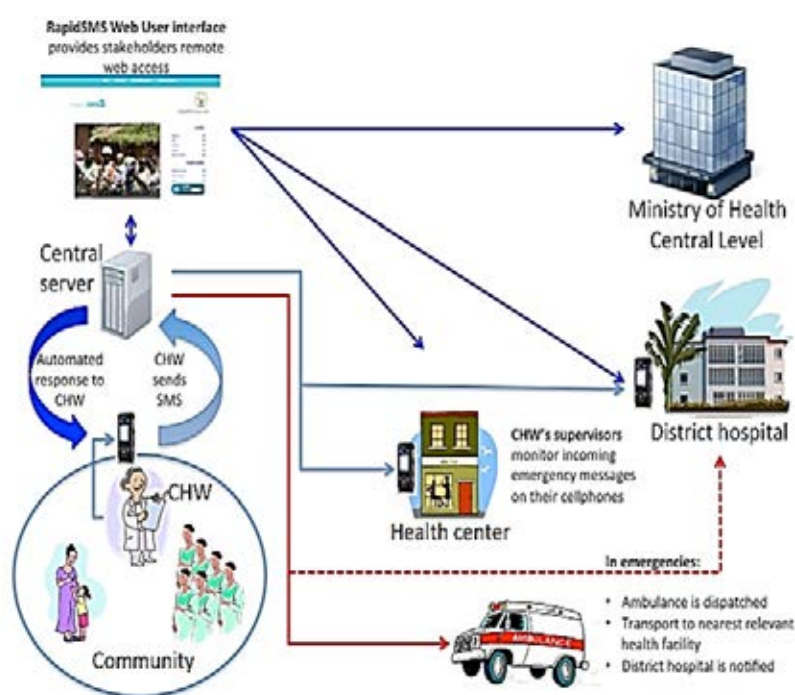 RapidSMS Web User interface
provides stakeholders remote
web access
Ministry of Health
Central Level
Central
server
Automated
response to
CHW
CHW
sends
SMS
District hospital
CHW's supervisors
monitor incoming
emergency messages
on their cellphones
CHW
Health center
In emergencies:
AMBULANCE
• Ambulance is dispatched
• Transport to nearest relevant
health facility
• District hospital is notified
Community